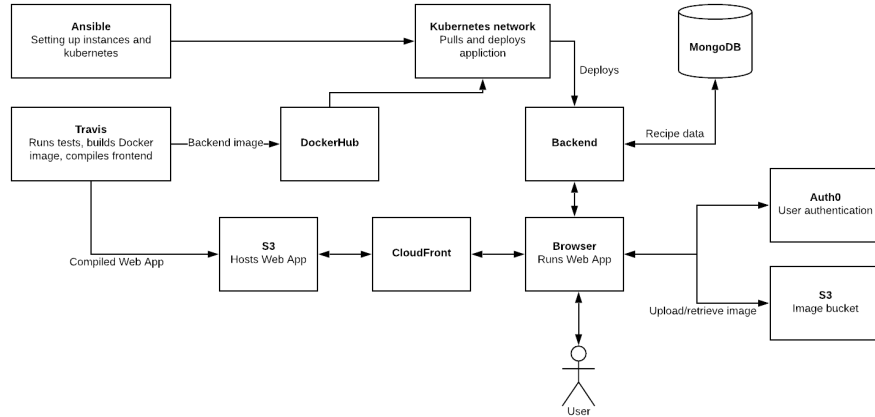 Ansible
Setting up instances and
kubernetes
Kubernetes network
Pulls and deploys
appliction
MongoDB
Deploys
Travis
Runs tests, builds Docker
image, compiles frontend
Backend image
DockerHub
Backend
Recipe data
Auth0
User authentication
S3
Hosts Web App
CloudFront
Browser
Runs Web App
Compiled Web App
S3
Image bucket
Upload/retrieve image
User